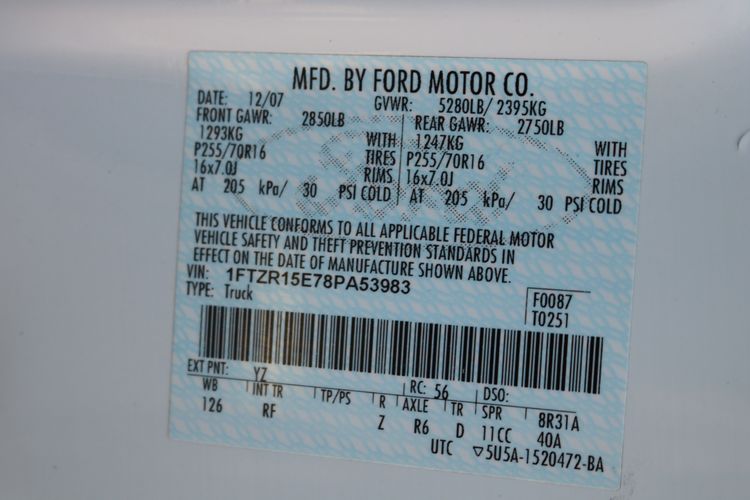 MFD. BY FORD MOTOR CO.
DATE: 12/07 GVWR: 5280LB/ 2395KG
FRONT GAWR: 2850LB REAR GAWR: 2750LB
1293KG WITH 1247KG WITH
P255/70R16 TIRES P255/70R16 TIRES
16x7.0J RIMS 16x7.0J RIMS
AT 205 kPa/ 30 PSI COLD AT 205 kPa/ 30 PSI COLD
THIS VEHICLE CONFORMS TO ALL APPLICABLE FEDERAL MOTOR
VEHICLE SAFETY AND THEFT PREVENTION STANDARDS IN
EFFECT ON THE DATE OF MANUFACTURE SHOWN ABOVE.
VIN: 1FTZR15E78PA53983
TYPE: Truck
F0087
T0251
EXT PNT: YZ RC: 56 DSO:
WB INT TR TP/PS R AXLE TR SPR 8R31A
126 RF Z R6 D 11CC 40A
UTC ▽5U5A-1520472-BA
Ford